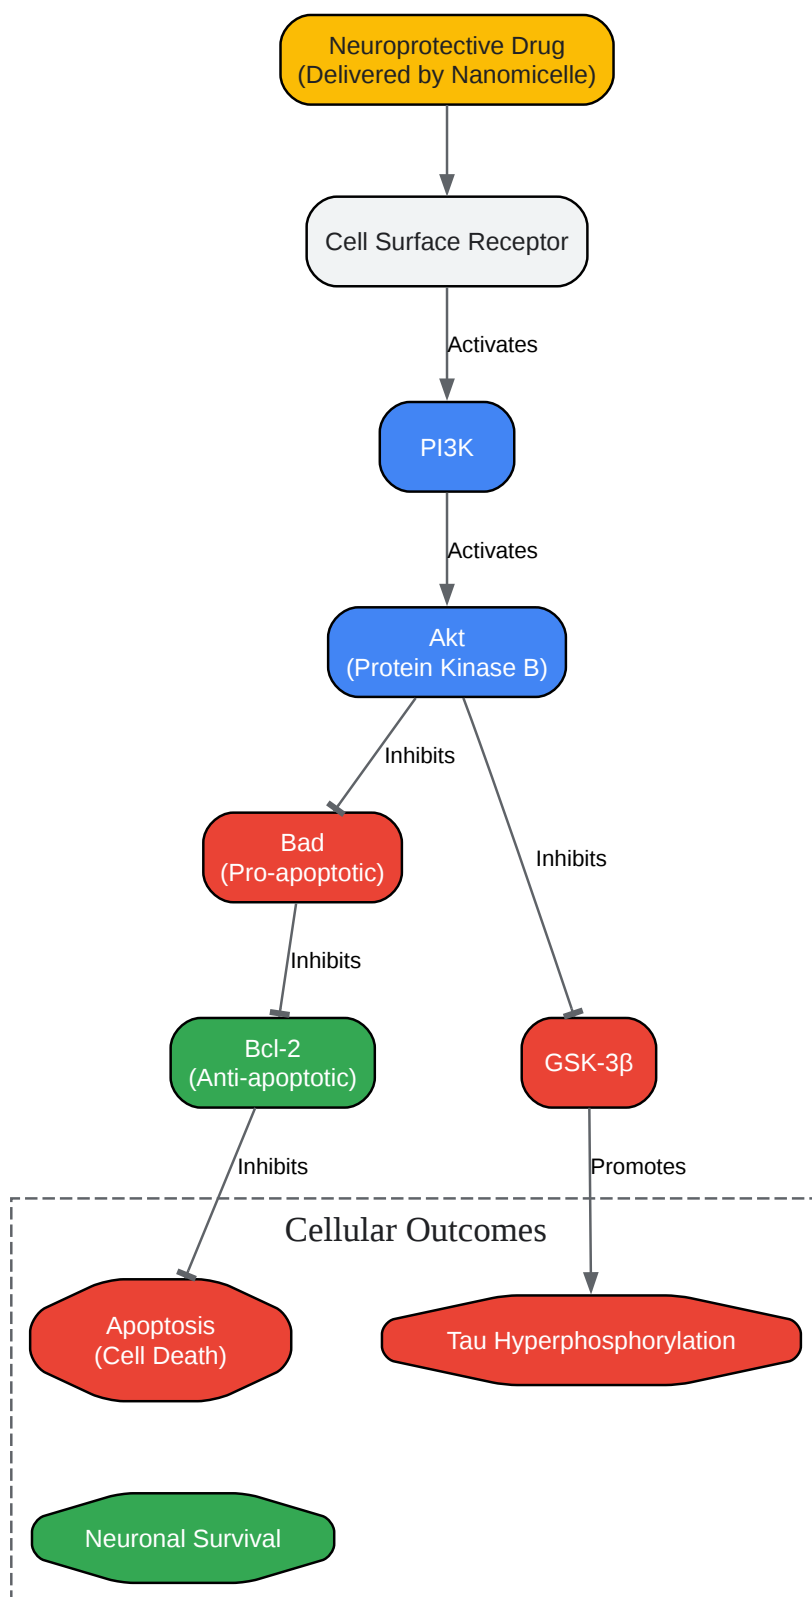 Neuroprotective Drug
(Delivered by Nanomicelle)
Cell Surface Receptor
Activates
PI3K
Activates
Akt
(Protein Kinase B)
Inhibits
Bad
(Pro-apoptotic)
Inhibits
Inhibits
Bcl-2
(Anti-apoptotic)
GSK-3β
Inhibits
Promotes
Cellular Outcomes
Apoptosis
(Cell Death)
Tau Hyperphosphorylation
Neuronal Survival